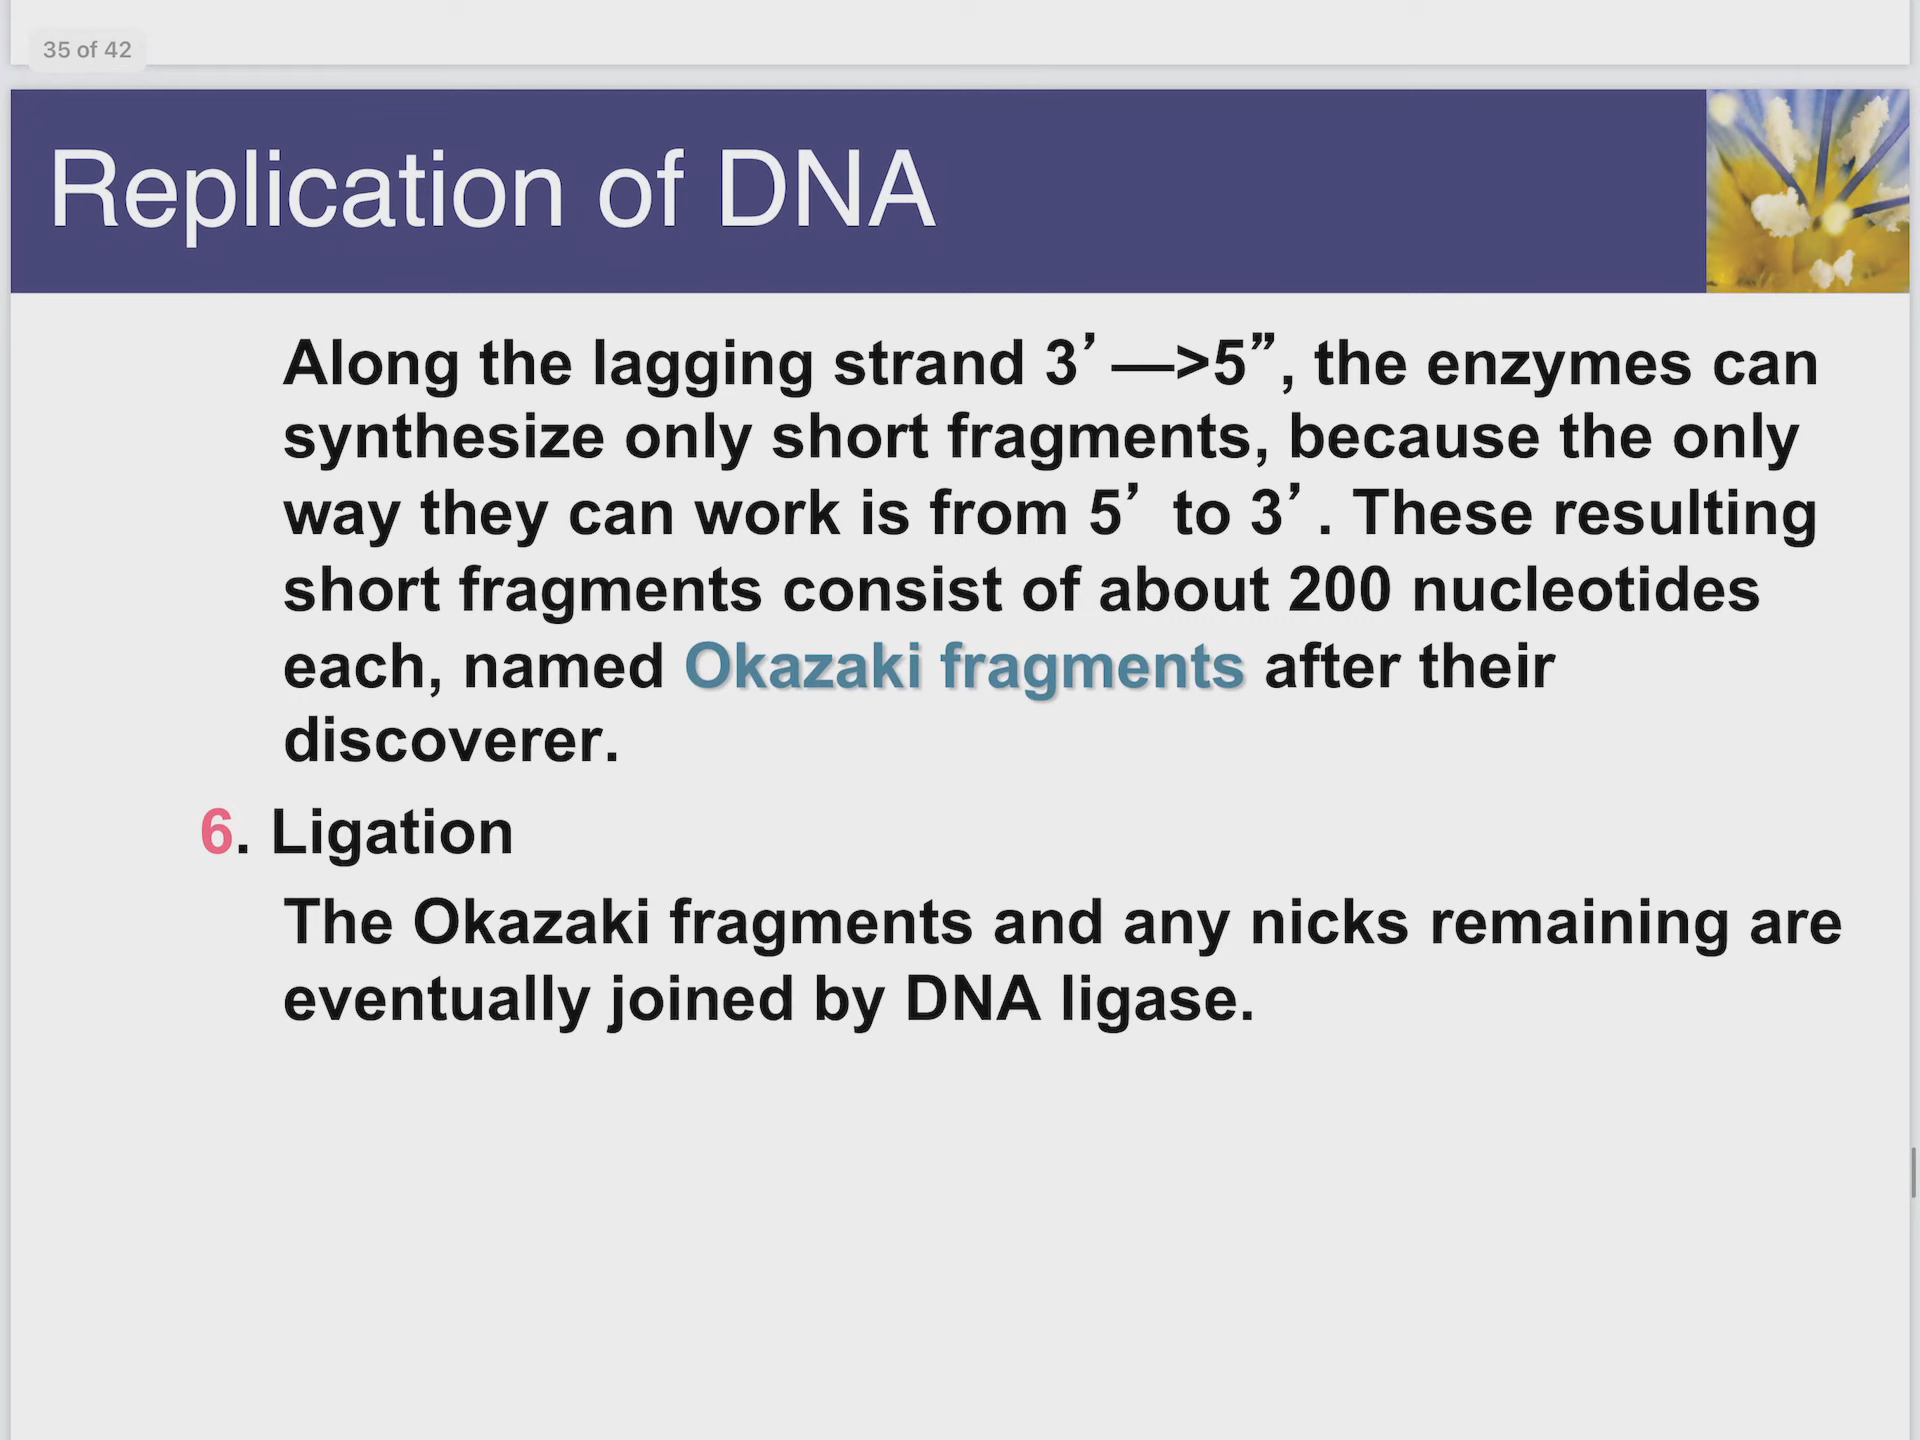 35 of 42
Replication of DNA
Along the lagging strand 3’ —>5”, the enzymes can
synthesize only short fragments, because the only
way they can work is from 5’ to 3’. These resulting
short fragments consist of about 200 nucleotides
each, named Okazaki fragments after their
discoverer.
6. Ligation
The Okazaki fragments and any nicks remaining are
eventually joined by DNA ligase.